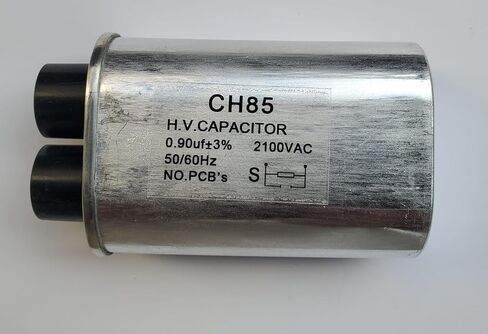 CH85
H.V.CAPACITOR
0.90uf±3% 2100VAC
50/60Hz
NO.PCB's S